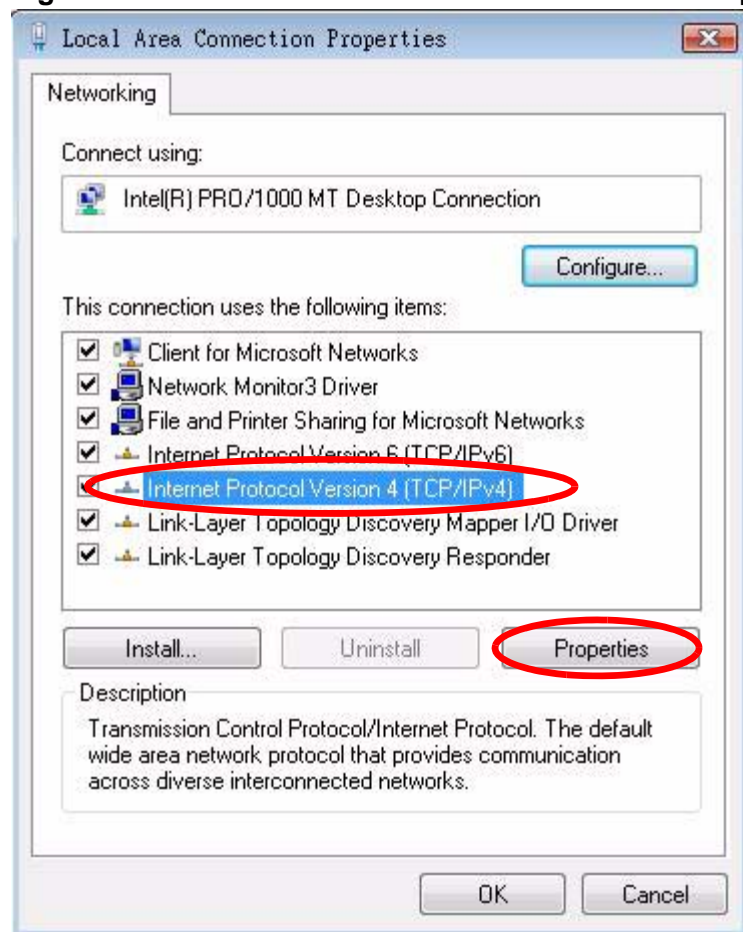 Local Area Connection Properties
Networking
Connect using:
Intel(R) PRO/1000 MT Desktop Connection
Configure...
This connection uses the following items:
Client for Microsoft Networks
Network Monitor3 Driver
File and Printer Sharing for Microsoft Networks
Internet Protocol Version 6 (TCP/IPv6)
Internet Protocol Version 4 (TCP/IPv4)
Link-Layer Topology Discovery Mapper I/O Driver
Link-Layer Topology Discovery Responder
Install...
Uninstall
Properties
Description
Transmission Control Protocol/Internet Protocol. The default
wide area network protocol that provides communication
across diverse interconnected networks.
OK
Cancel